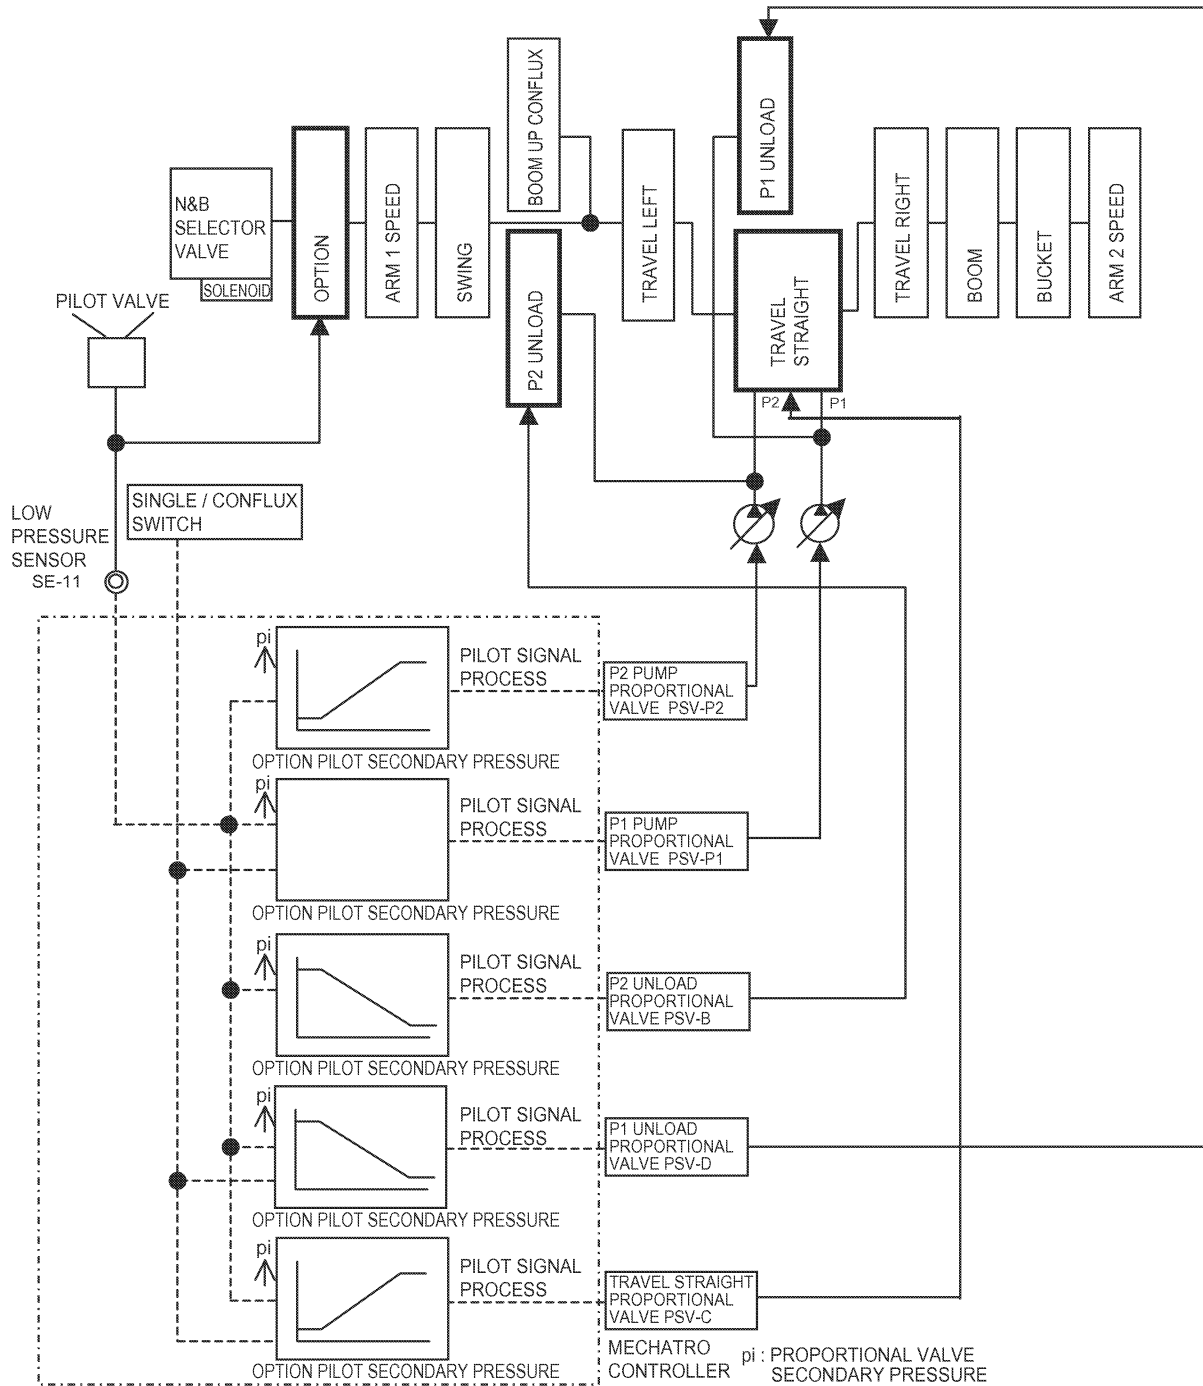 BOOM UP CONFLUX
P1 UNLOAD
N&B
SELECTOR
VALVE
SOLENOID
OPTION
ARM 1 SPEED
SWING
P2 UNLOAD
TRAVEL LEFT
TRAVEL
STRAIGHT
TRAVEL RIGHT
BOOM
BUCKET
ARM 2 SPEED
PILOT VALVE
P2
P1
SINGLE / CONFLUX
SWITCH
LOW
PRESSURE
SENSOR
SE-11
pi
PILOT SIGNAL
PROCESS
P2 PUMP
PROPORTIONAL
VALVE PSV-P2
OPTION PILOT SECONDARY PRESSURE
pi
PILOT SIGNAL
PROCESS
P1 PUMP
PROPORTIONAL
VALVE PSV-P1
OPTION PILOT SECONDARY PRESSURE
pi
PILOT SIGNAL
PROCESS
P2 UNLOAD
PROPORTIONAL
VALVE PSV-B
OPTION PILOT SECONDARY PRESSURE
pi
PILOT SIGNAL
PROCESS
P1 UNLOAD
PROPORTIONAL
VALVE PSV-D
OPTION PILOT SECONDARY PRESSURE
pi
PILOT SIGNAL
PROCESS
TRAVEL STRAIGHT
PROPORTIONAL
VALVE PSV-C
OPTION PILOT SECONDARY PRESSURE
MECHATRO
CONTROLLER
pi : PROPORTIONAL VALVE
SECONDARY PRESSURE